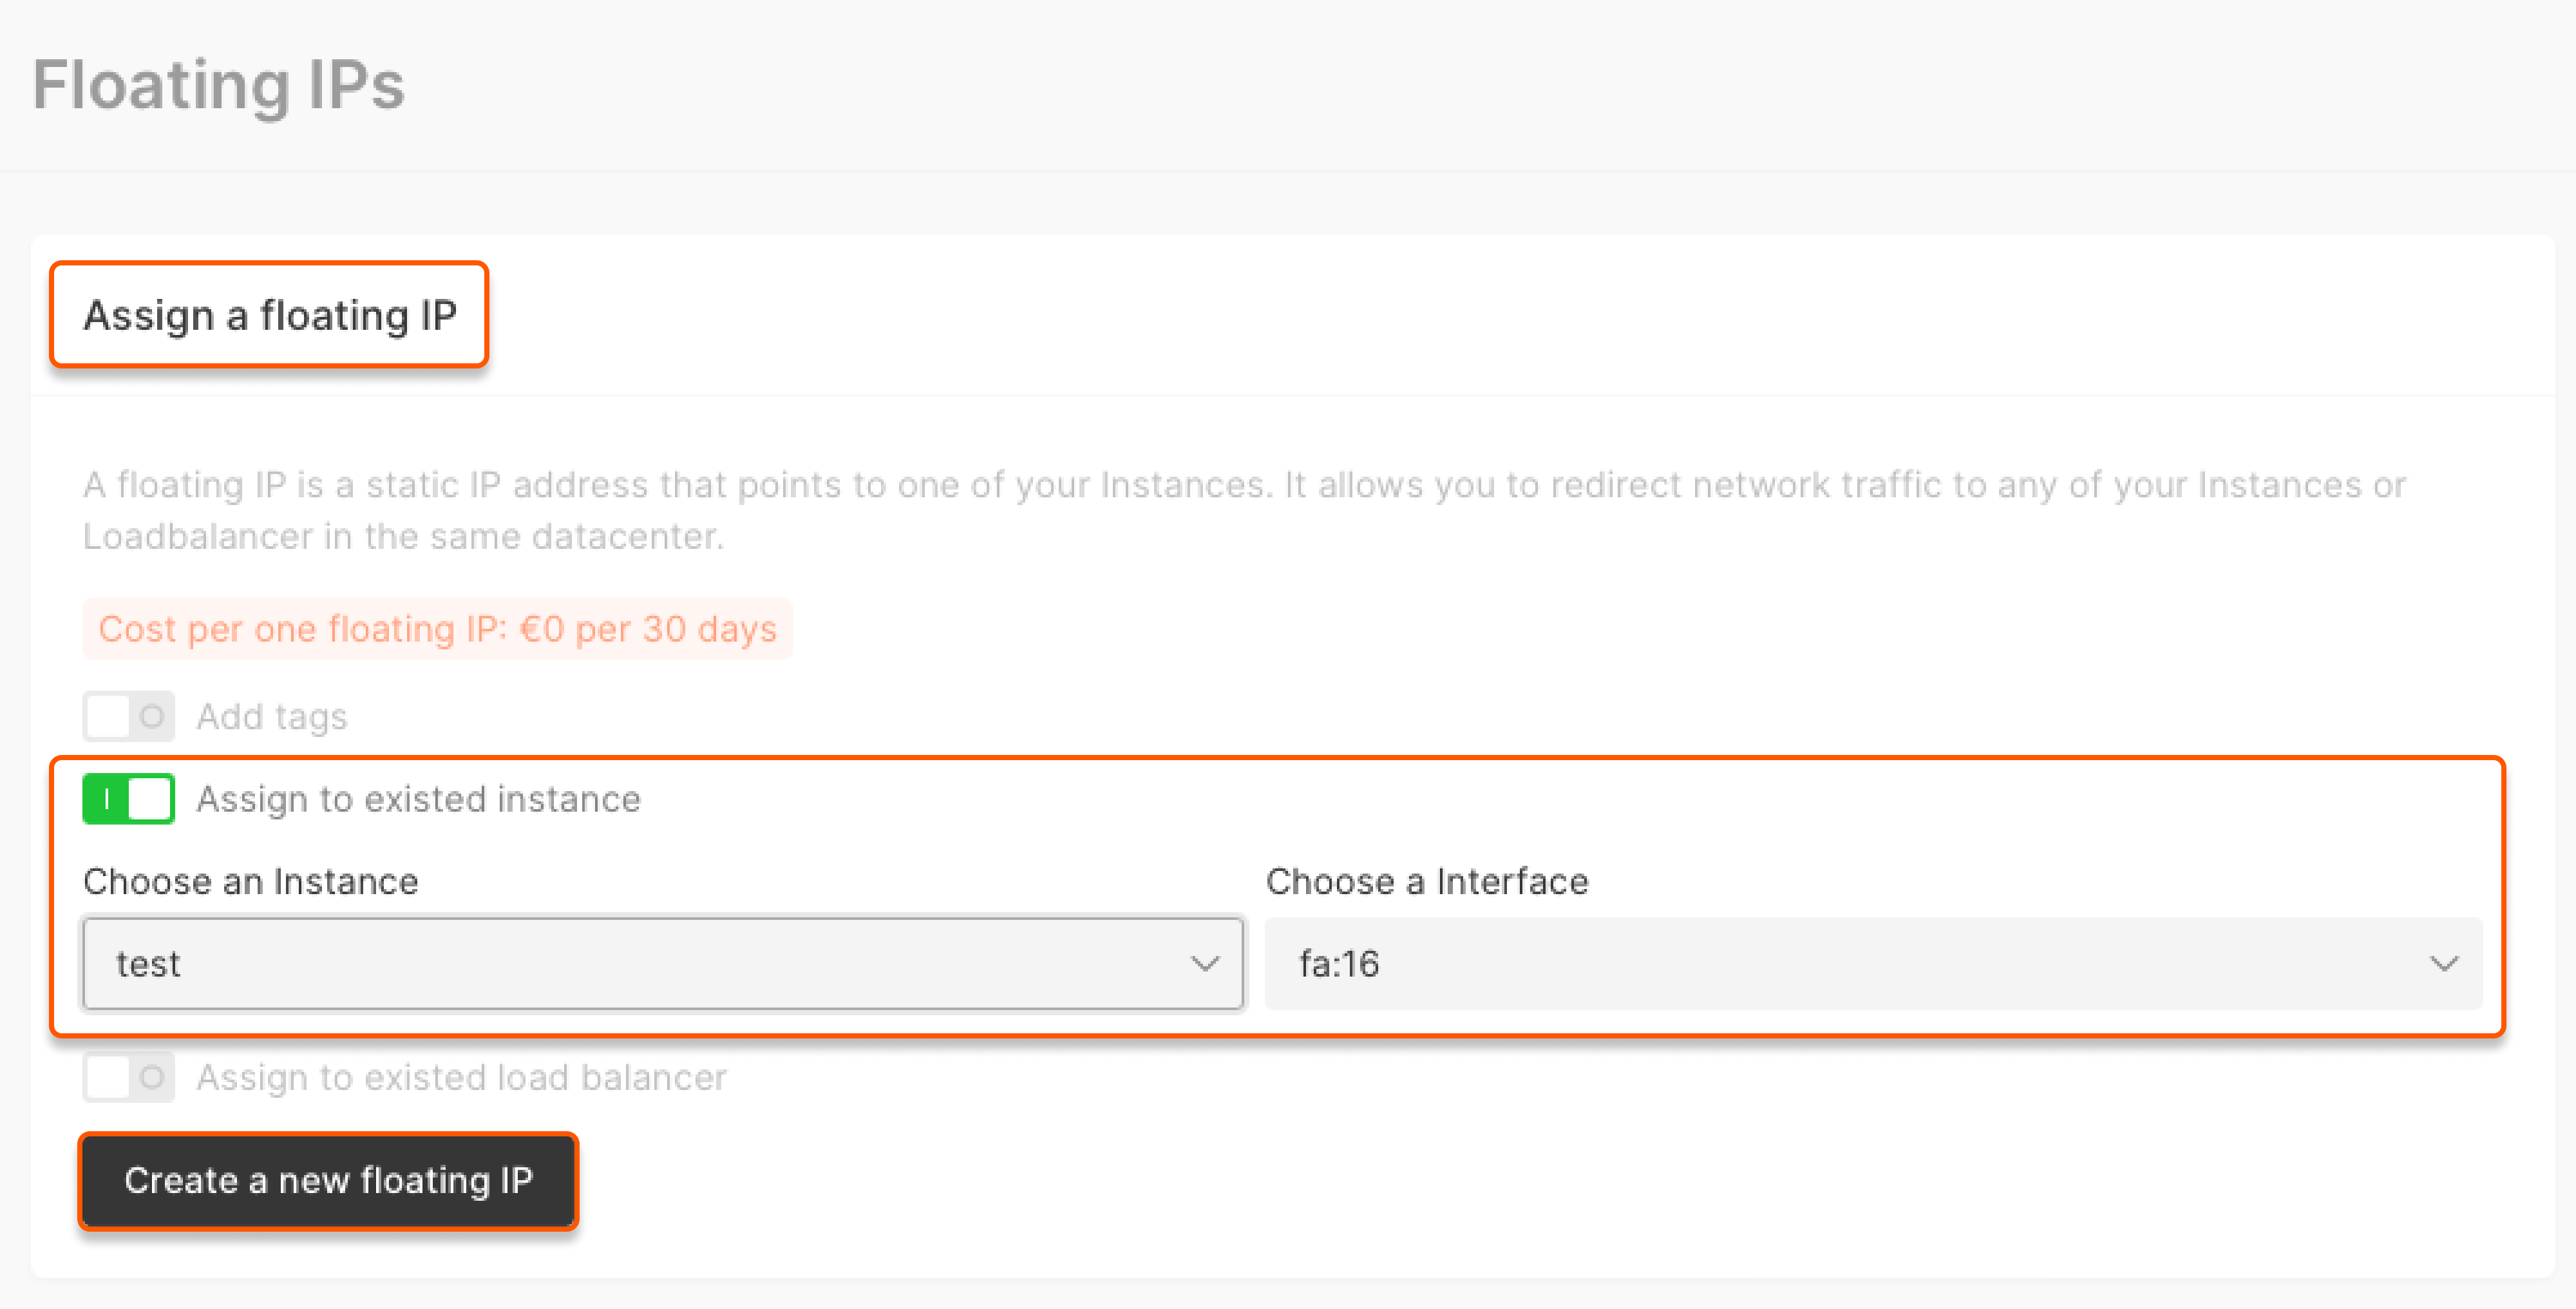 Floating IPs
Assign a floating IP
A floating IP is a static IP address that points to one of your Instances. It allows you to redirect network traffic to any of your Instances or
Loadbalancer in the same datacenter.
Cost per one floating IP: €0 per 30 days
Add tags
Assign to existed instance
Choose an Instance
Choose a Interface
test
fa:16
Assign to existed load balancer
Create a new floating IP